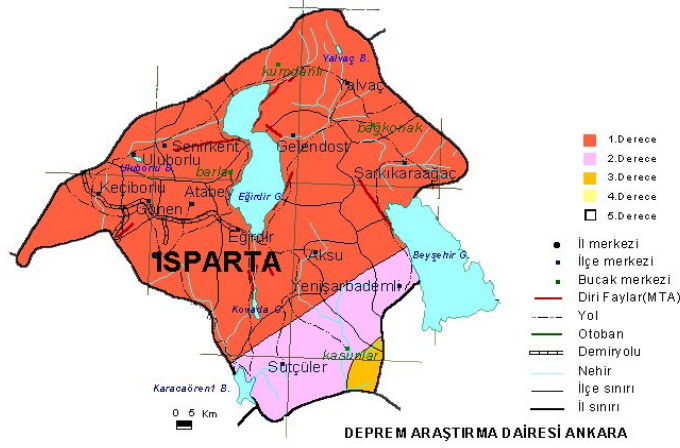 Yalvaç B.
kumdanlı
Yalvaç
bağkonak
Senirkent
Gelendost
Uluborlu
Uluborlu B.
barla
Şarkikaraağaç
Keçiborlu
Atabey
Eğirdir G.
Gönen
Eğirdir
ISPARTA
Aksu
Beyşehir G.
Yenişarbademli
Kovada G.
kasımlar
Sütçüler
Karacaören1 B.
0 5 Km
1.Derece
2.Derece
3.Derece
4.Derece
5.Derece
İl merkezi
İlçe merkezi
Bucak merkezi
Diri Faylar(MTA)
Yol
Otoban
Demiryolu
Nehir
İlçe sınırı
İl sınırı
DEPREM ARAŞTIRMA DAİRESİ ANKARA